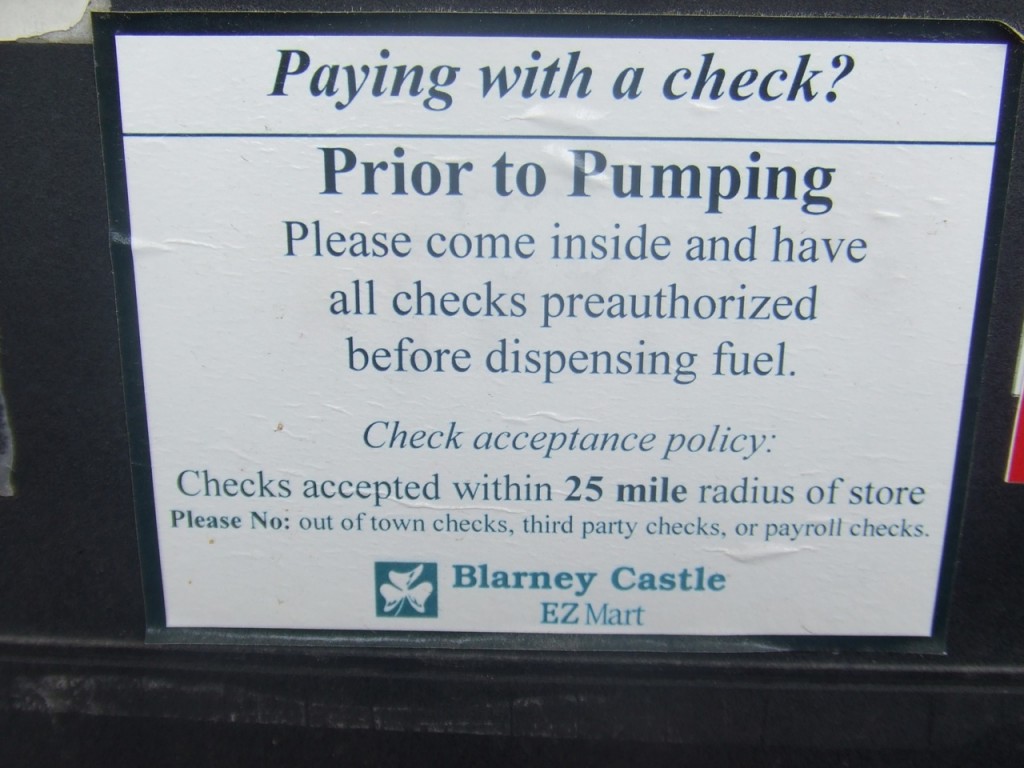 Paying with a check?
Prior to Pumping
Please come inside and have
all checks preauthorized
before dispensing fuel.
Check acceptance policy:
Checks accepted within 25 mile radius of store
Please No: out of town checks, third party checks, or payroll checks.
Blarney Castle
EZ Mart